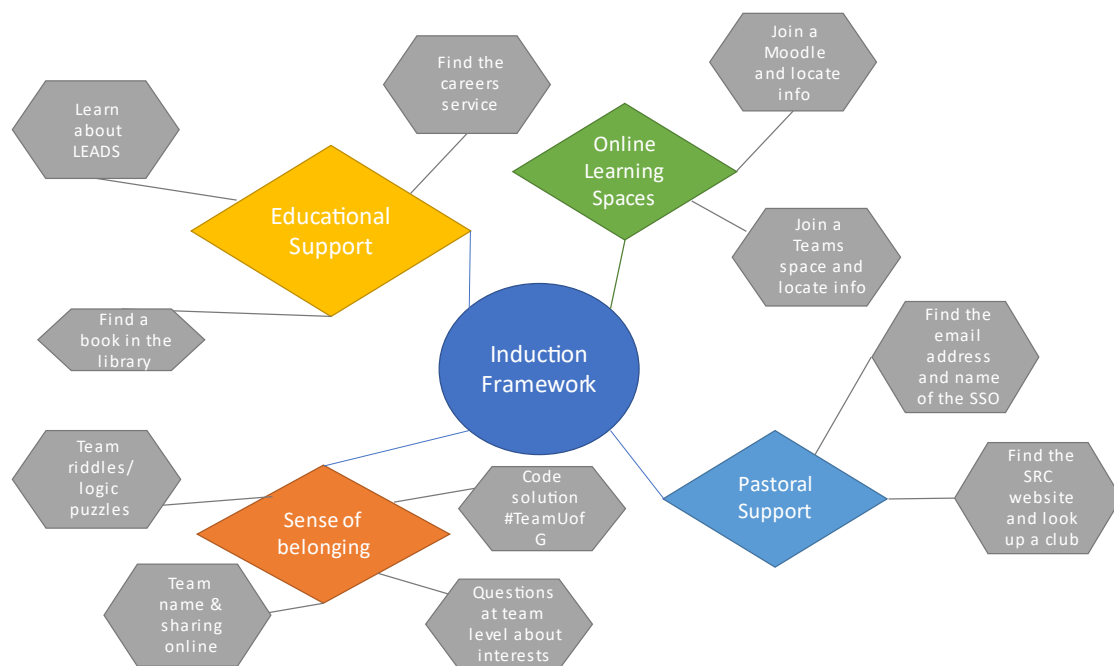 Join a
Moodle
and locate
info
Find the
careers
service
Learn
about
LEADS
Online
Learning
Spaces
Educational
Support
Join a
Teams
space and
locate info
Find a
book in the
library
Induction
Framework
Find the
email
address
and name
of the SSO
Team
riddles/
logic
puzzles
Code
solution
#TeamUof
G
Sense of
belonging
Pastoral
Support
Find the
SRC
website
and look
up a club
Team
name &
sharing
online
Questions
at team
level about
interests